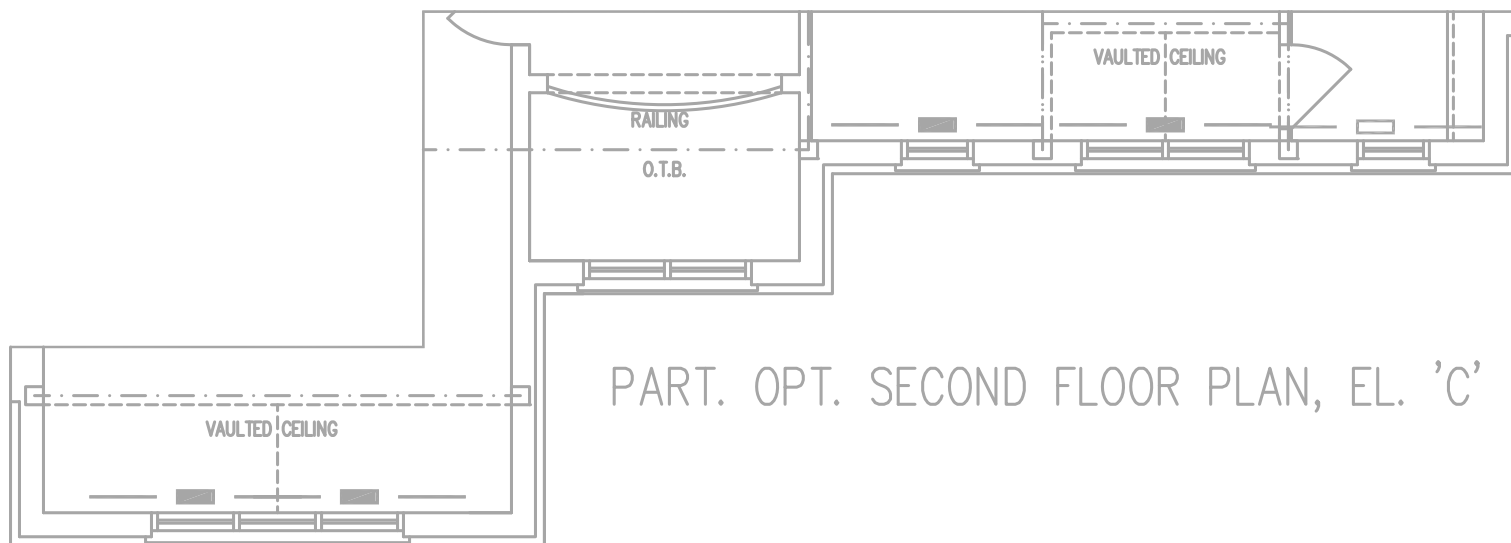 VAULTED CEILING
RAILING
O.T.B.
PART. OPT. SECOND FLOOR PLAN, EL. 'C'
VAULTED CEILING